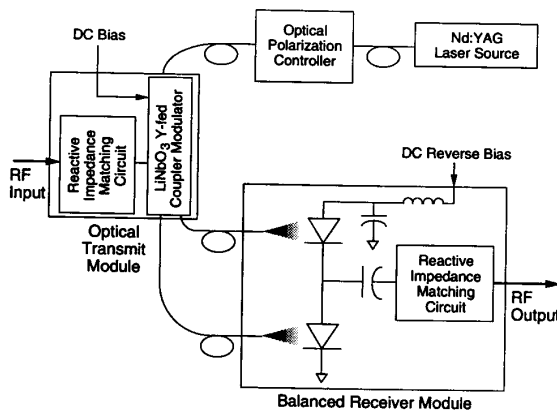 DC Bias
Optical
Polarization
Controller
Nd:YAG
Laser Source
Reactive
Impedance
Matching
Circuit
LiNbO3 Y-fed
Coupler Modulator
RF
Input
Optical
Transmit
Module
DC Reverse Bias
Reactive
Impedance
Matching
Circuit
RF
Output
Balanced Receiver Module